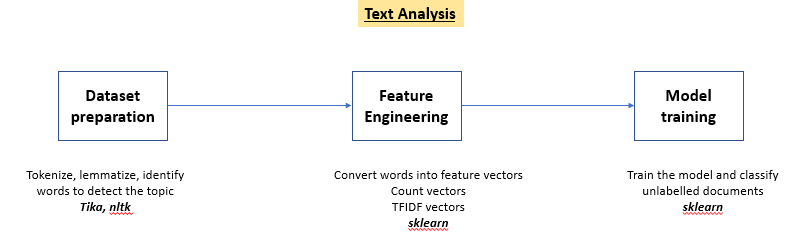 Text Analysis
Dataset
preparation
Feature
Engineering
Model
training
Tokenize, lemmatize, identify
words to detect the topic
Tika, nltk
Convert words into feature vectors
Count vectors
TFIDF vectors
sklearn
Train the model and classify
unlabelled documents
sklearn